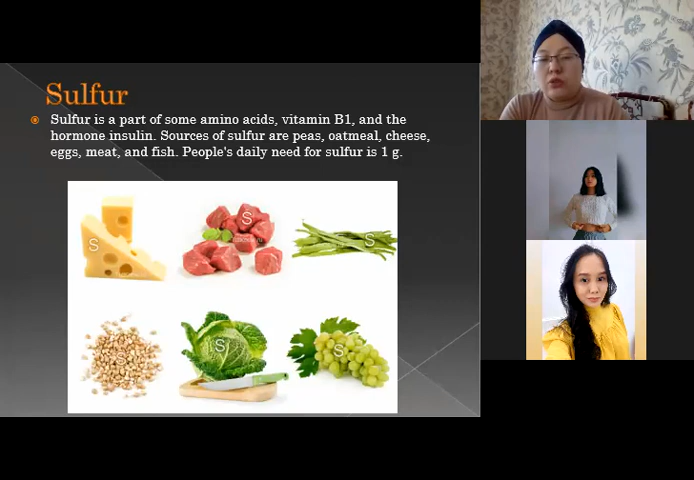 Sulfur
Sulfur is a part of some amino acids, vitamin B1, and the
hormone insulin. Sources of sulfur are peas, oatmeal, cheese,
eggs, meat, and fish. People's daily need for sulfur is 1 g.
S
S
S
S
S
S